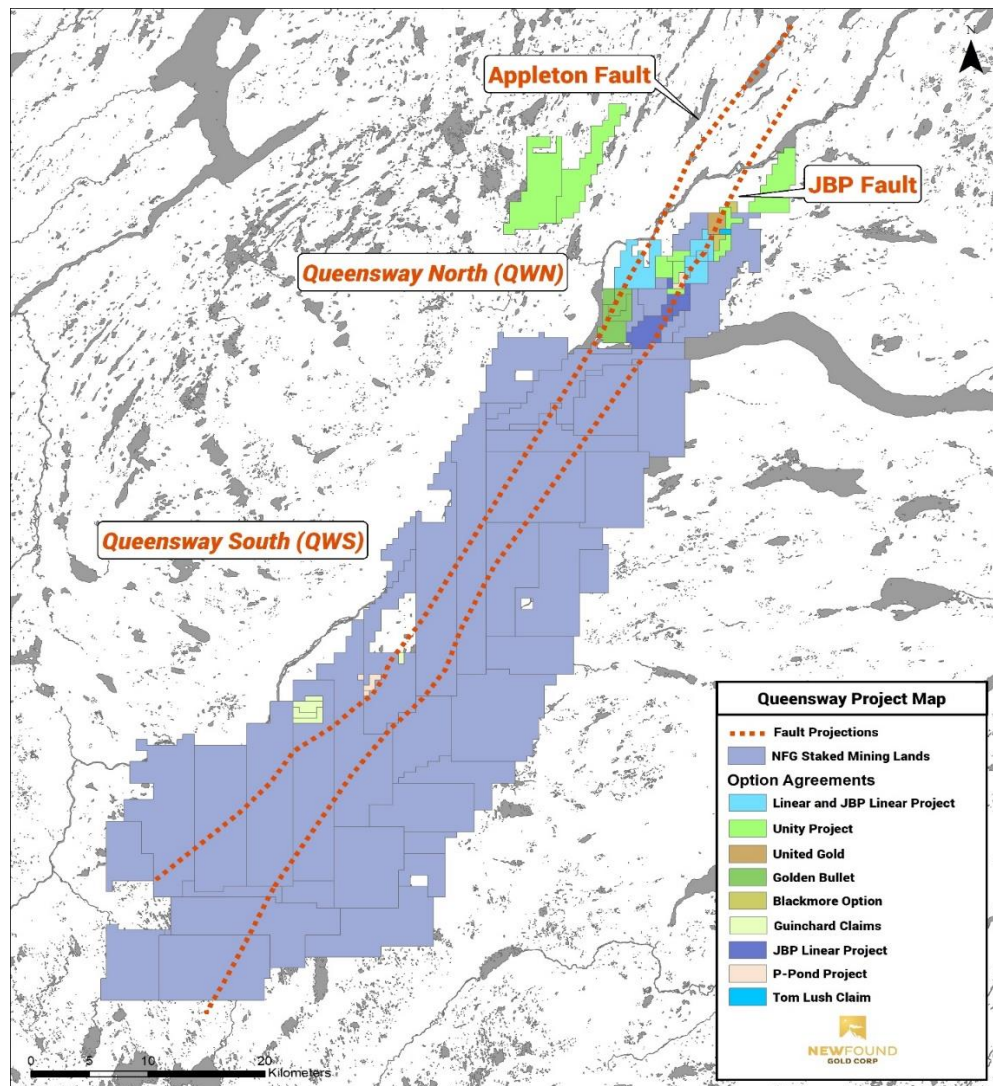 N
Appleton Fault
JBP Fault
Queensway North (QWN)
Queensway South (QWS)
Queensway Project Map
Fault Projections
NFG Staked Mining Lands
Option Agreements
Linear and JBP Linear Project
Unity Project
United Gold
Golden Bullet
Blackmore Option
Guinchard Claims
JBP Linear Project
P-Pond Project
Tom Lush Claim
NEWFOUND
GOLD CORP
0 5 10 20
Kilometers